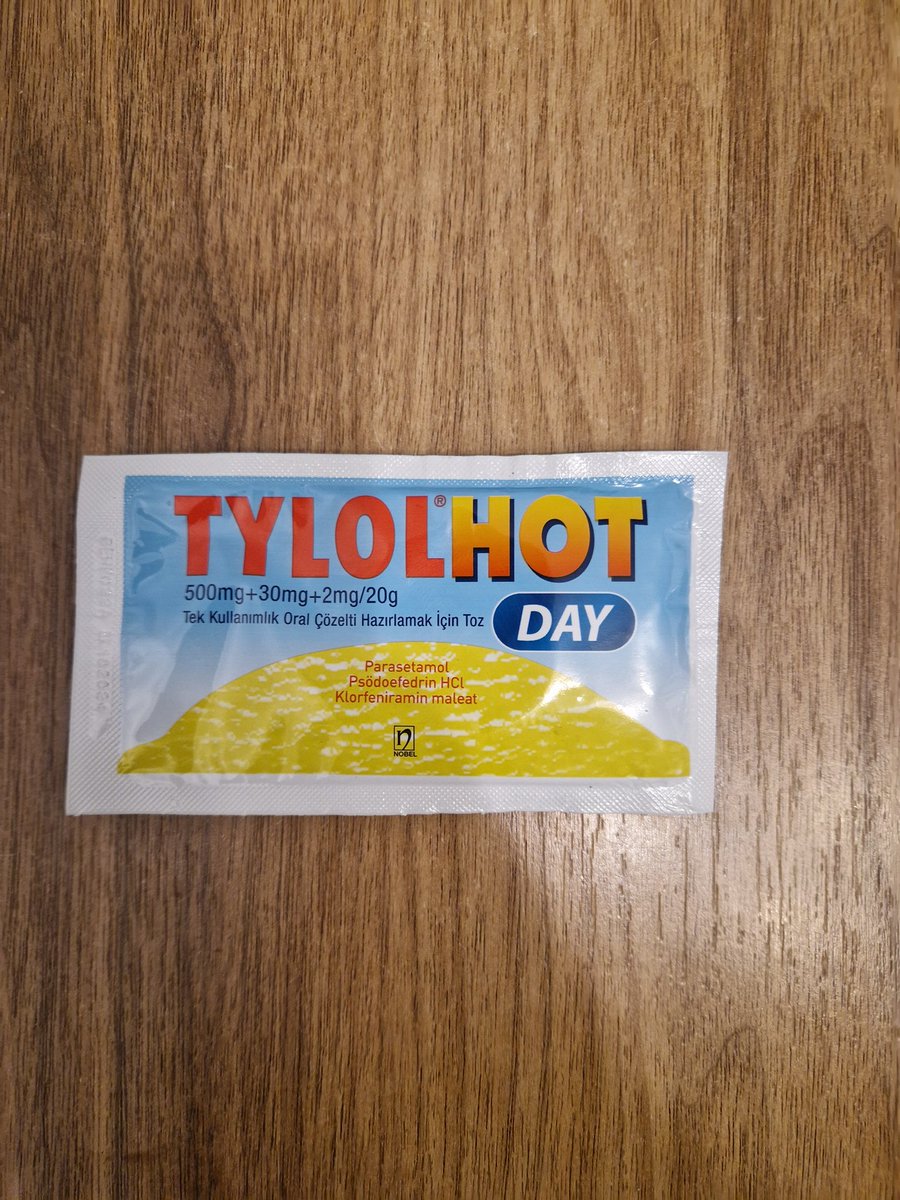 TYLOL®HOT
500mg+30mg+2mg/20g
Tek Kullanımlık Oral Çözelti Hazırlamak İçin Toz
DAY
Parasetamol
Psödoefedrin HCl
Klorfeniramin maleat
NOBEL